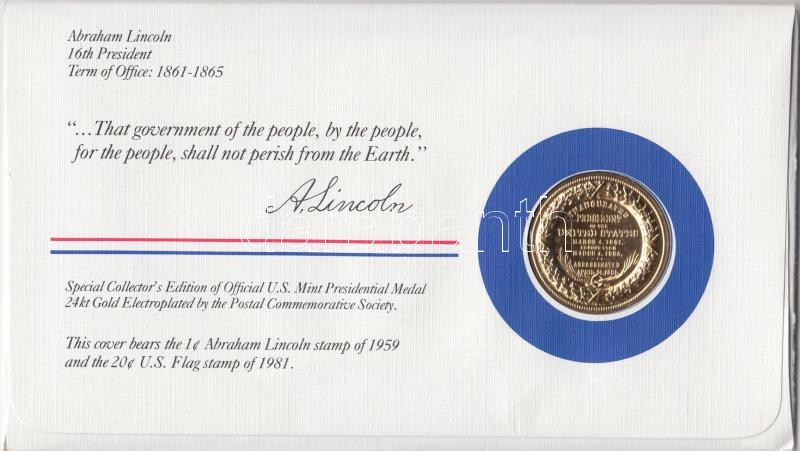 Abraham Lincoln
16th President
Term of Office: 1861-1865
“...That government of the people, by the people,
for the people, shall not perish from the Earth.”
A. Lincoln
Special Collector's Edition of Official U.S. Mint Presidential Medal
24kt Gold Electroplated by the Postal Commemorative Society.
This cover bears the 1¢ Abraham Lincoln stamp of 1959
and the 20¢ U.S. Flag stamp of 1981.
INAUGURATED
PRESIDENT
OF THE
UNITED STATES
MARCH 4, 1861.
SECOND TERM
MARCH 4, 1865.
ASSASSINATED
APRIL 14, 1865